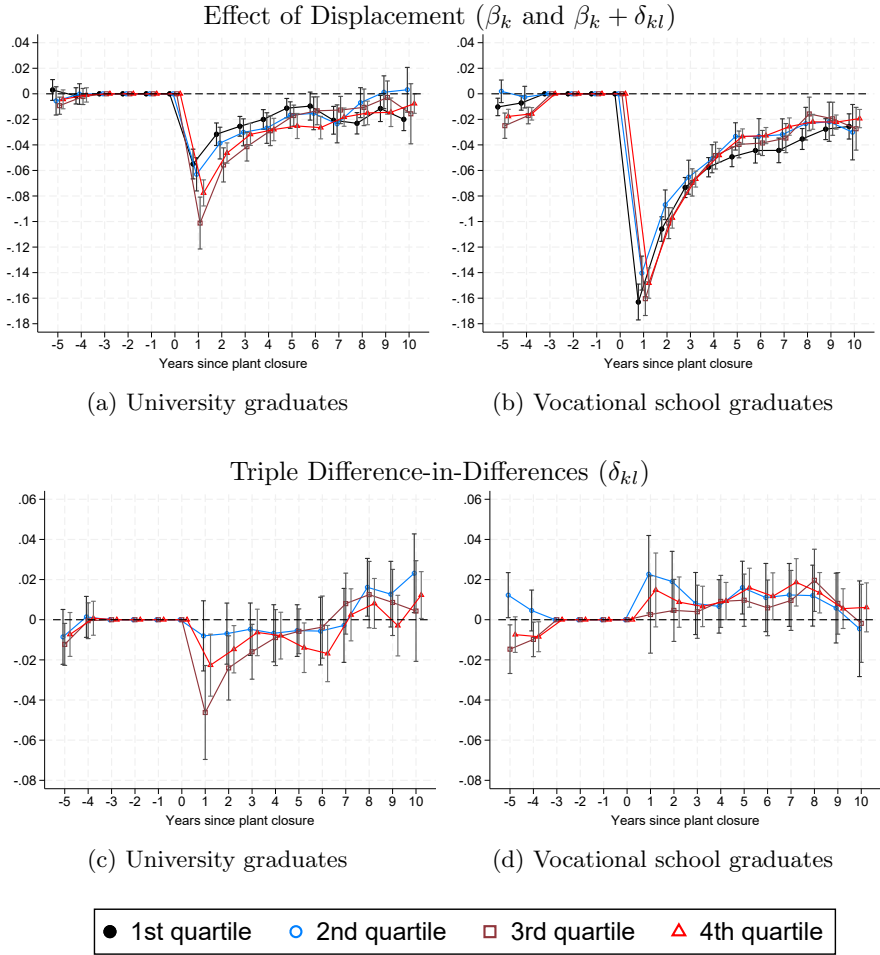 Effect of Displacement (βk and βk + δkl)
.04
.02
0
-.02
-.04
-.06
-.08
-.1
-.12
-.14
-.16
-.18
-5 -4 -3 -2 -1 0 1 2 3 4 5 6 7 8 9 10
Years since plant closure
(a) University graduates
.04
.02
0
-.02
-.04
-.06
-.08
-.1
-.12
-.14
-.16
-.18
-5 -4 -3 -2 -1 0 1 2 3 4 5 6 7 8 9 10
Years since plant closure
(b) Vocational school graduates
Triple Difference-in-Differences (δkl)
.06
.04
.02
0
-.02
-.04
-.06
-.08
-5 -4 -3 -2 -1 0 1 2 3 4 5 6 7 8 9 10
Years since plant closure
(c) University graduates
.06
.04
.02
0
-.02
-.04
-.06
-.08
-5 -4 -3 -2 -1 0 1 2 3 4 5 6 7 8 9 10
Years since plant closure
(d) Vocational school graduates
1st quartile 2nd quartile 3rd quartile 4th quartile